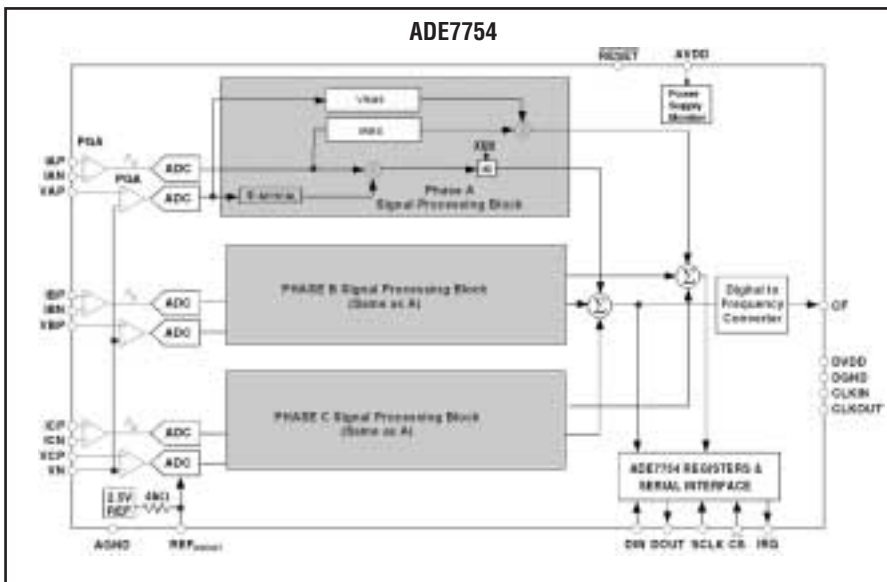 ADE7754
RESET
AVDD
Power
Supply
Monitor
VRMS
IRMS
PGA
IAP
IAN
ADC
VAP
PGA
ADC
Phase A
Signal Processing Block
IBP
IBN
ADC
VBP
ADC
PHASE B Signal Processing Block
(Same as A)
Σ
Σ
Digital to
Frequency
Converter
CF
DVDD
DGND
CLKIN
CLKOUT
ICP
ICN
ADC
VCP
VN
ADC
PHASE C Signal Processing Block
(Same as A)
2.5V
REF
4kΩ
ADE7754 REGISTERS &
SERIAL INTERFACE
AGND
DIN DOUT SCLK CS IRQ